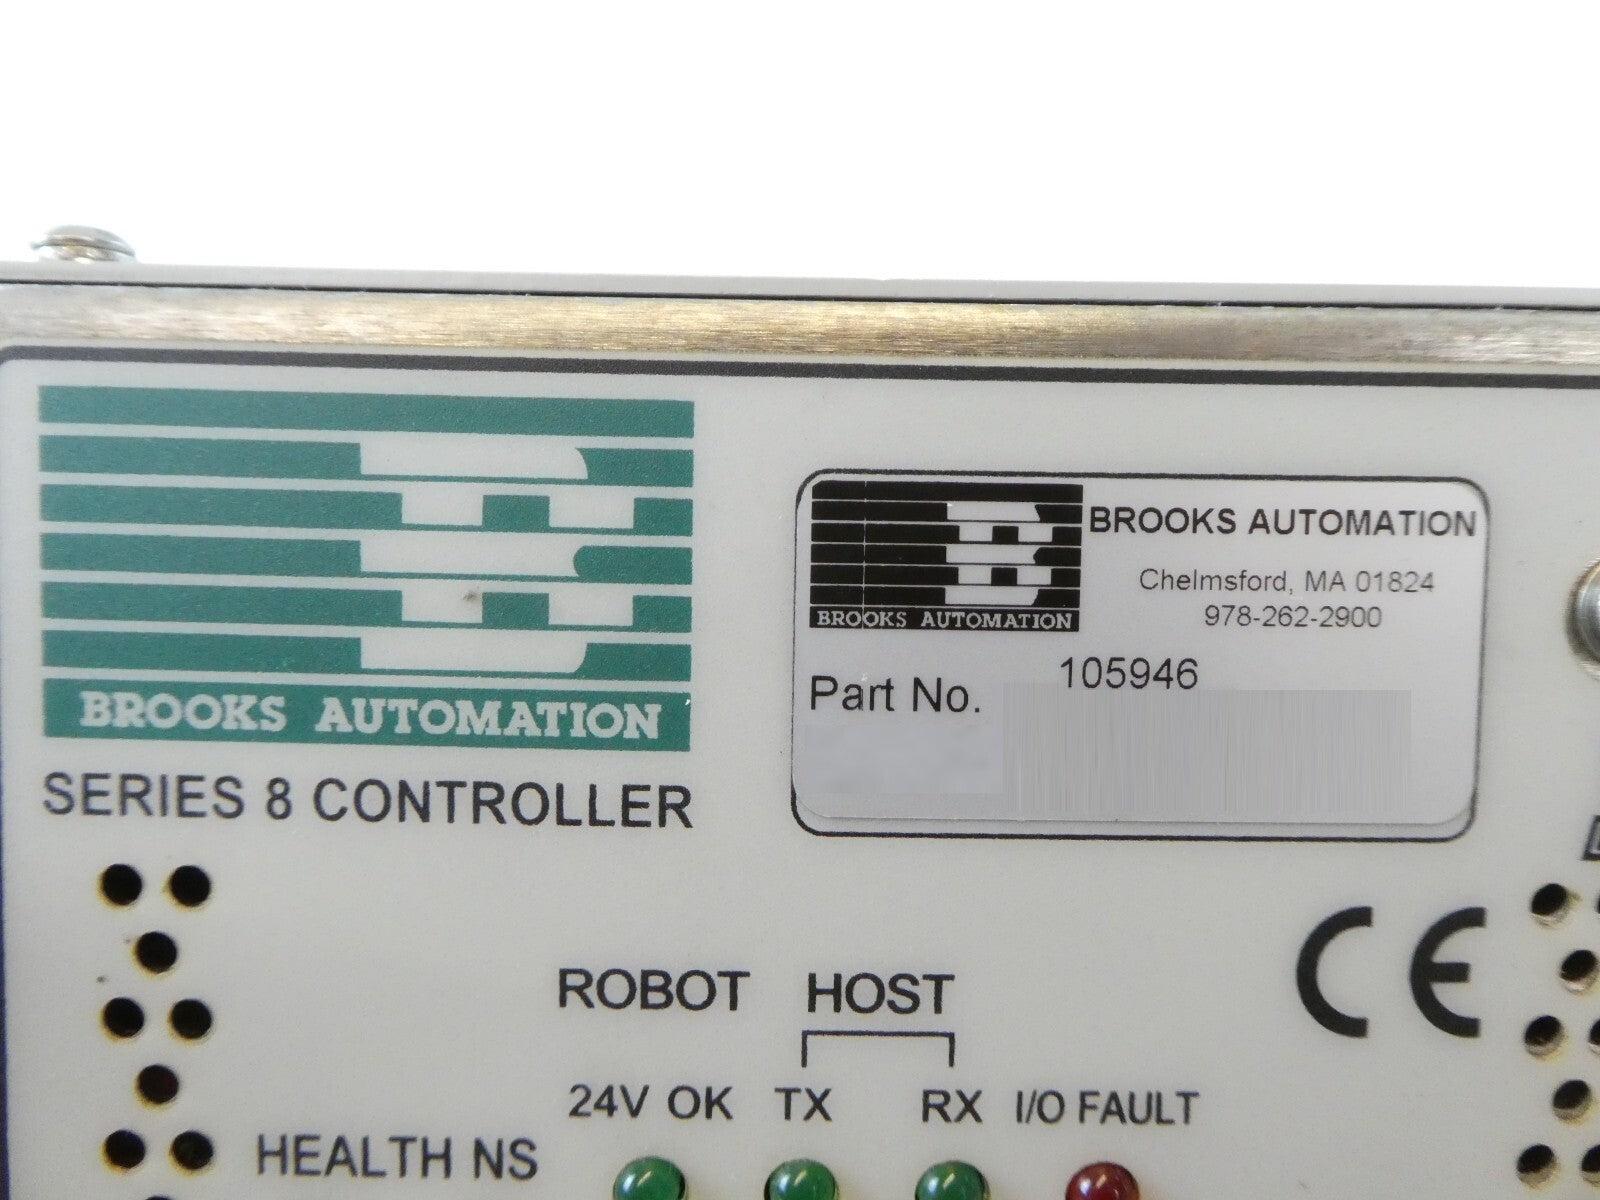 BROOKS AUTOMATION
SERIES 8 CONTROLLER
BROOKS AUTOMATION
BROOKS AUTOMATION
Chelmsford, MA 01824
978-262-2900
Part No. 105946
CE
ROBOT HOST
24V OK TX RX I/O FAULT
HEALTH NS